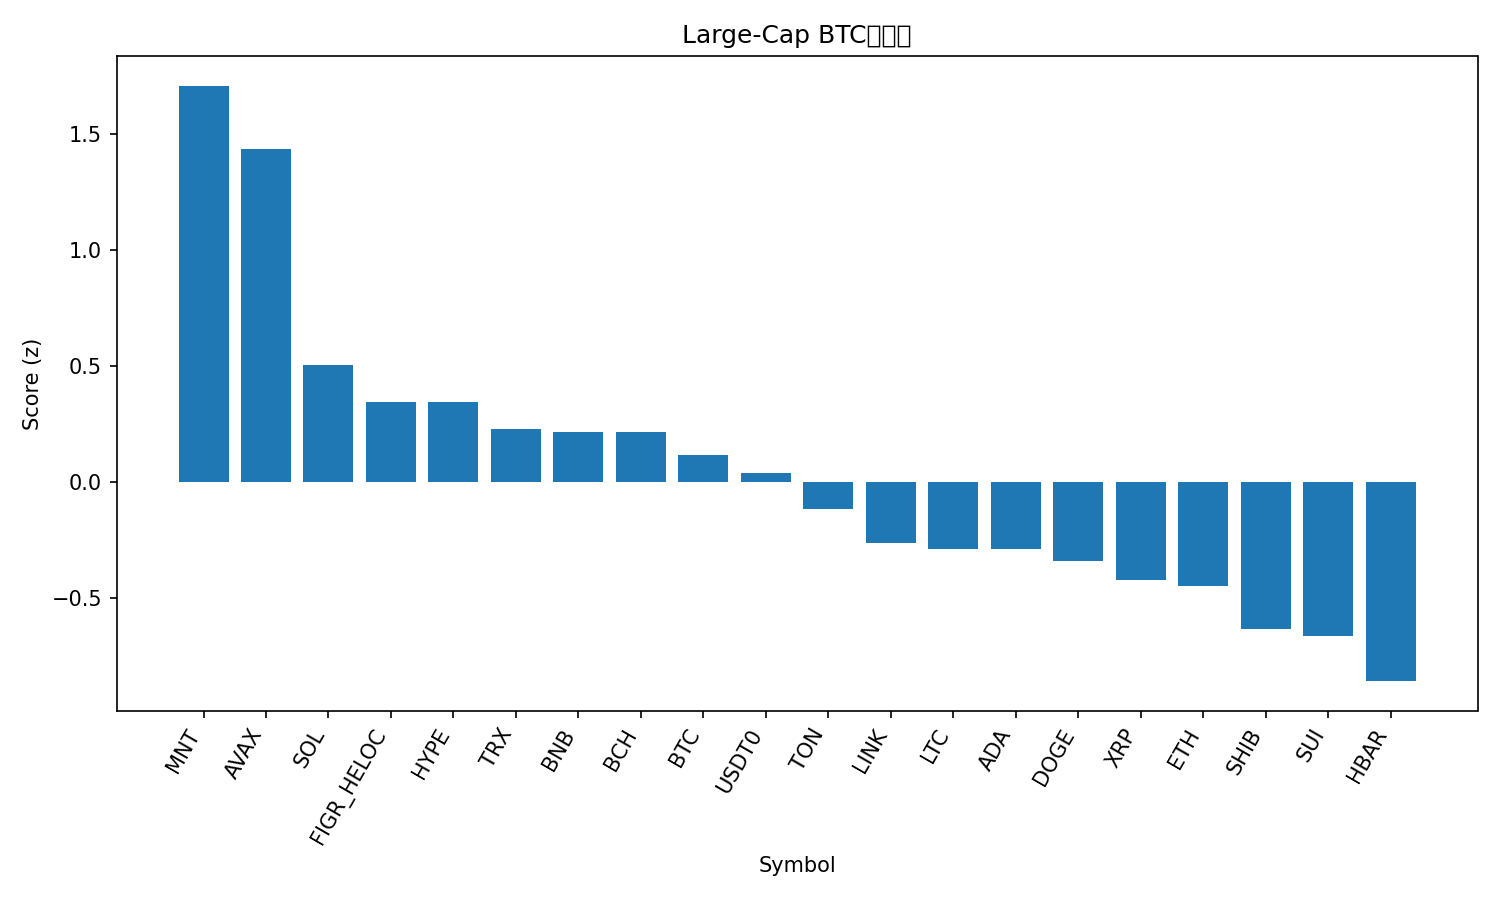 Large-Cap BTC
Score (z)
1.5
1.0
0.5
0.0
−0.5
MNT
AVAX
SOL
FIGR_HELOC
HYPE
TRX
BNB
BCH
BTC
USDT0
TON
LINK
LTC
ADA
DOGE
XRP
ETH
SHIB
SUI
HBAR
Symbol